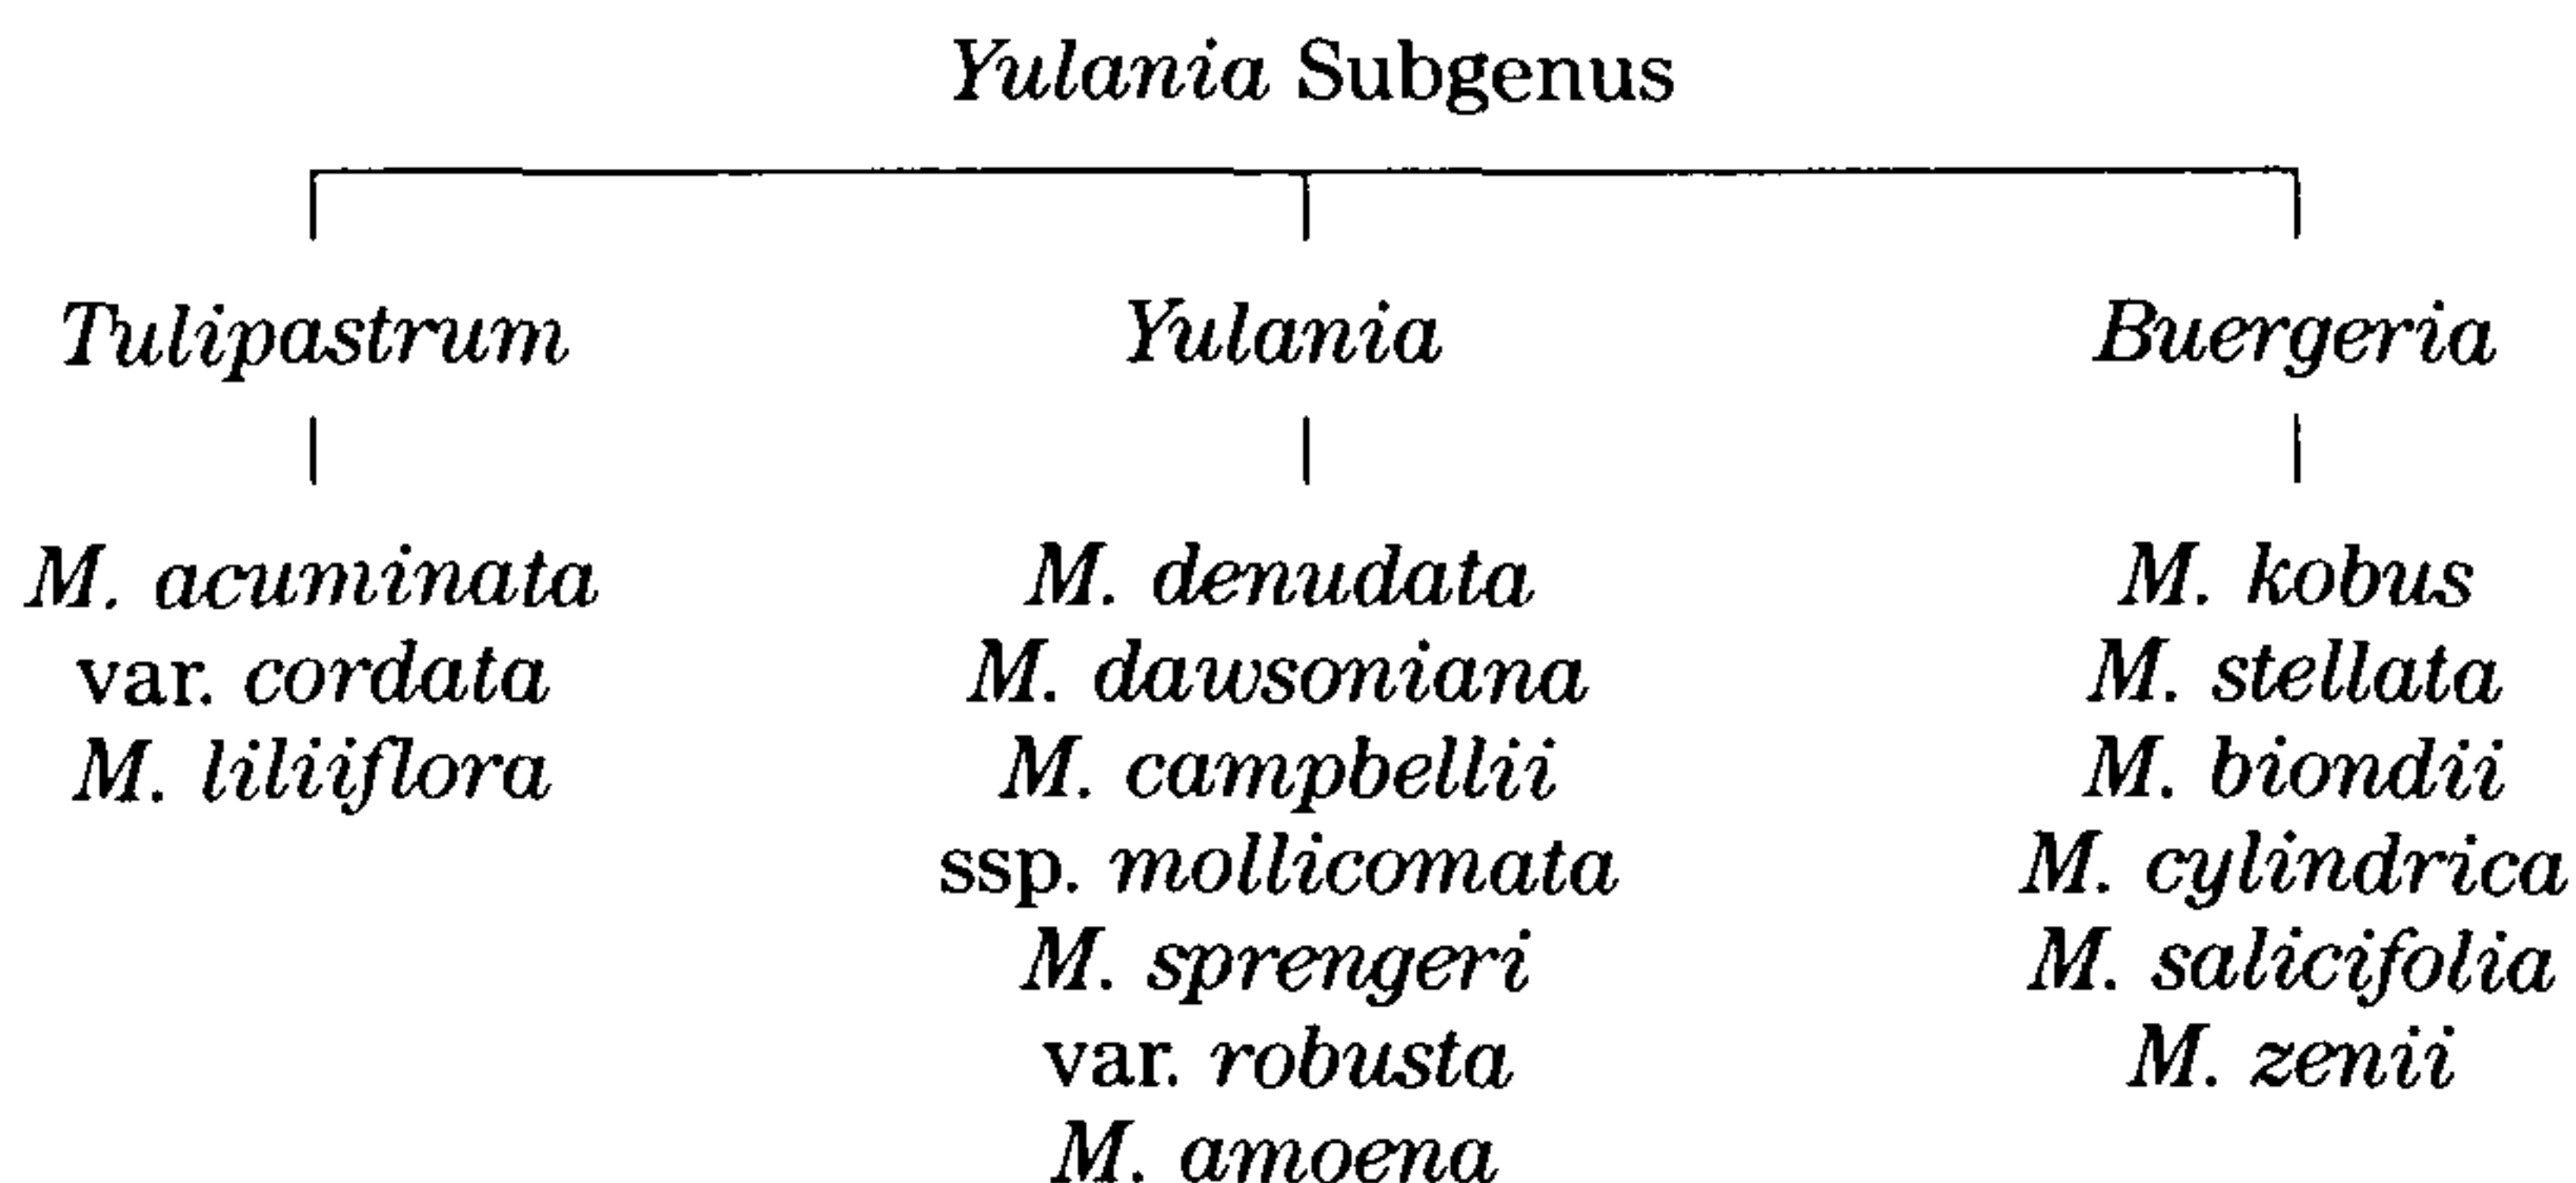 Yulania Subgenus
Tulipastrum
Yulania
Buergeria
M. acuminata
var. cordata
M. liliiflora
M. denudata
M. dawsoniana
M. campbellii
ssp. mollicomata
M. sprengeri
var. robusta
M. amoena
M. kobus
M. stellata
M. biondii
M. cylindrica
M. salicifolia
M. zenii